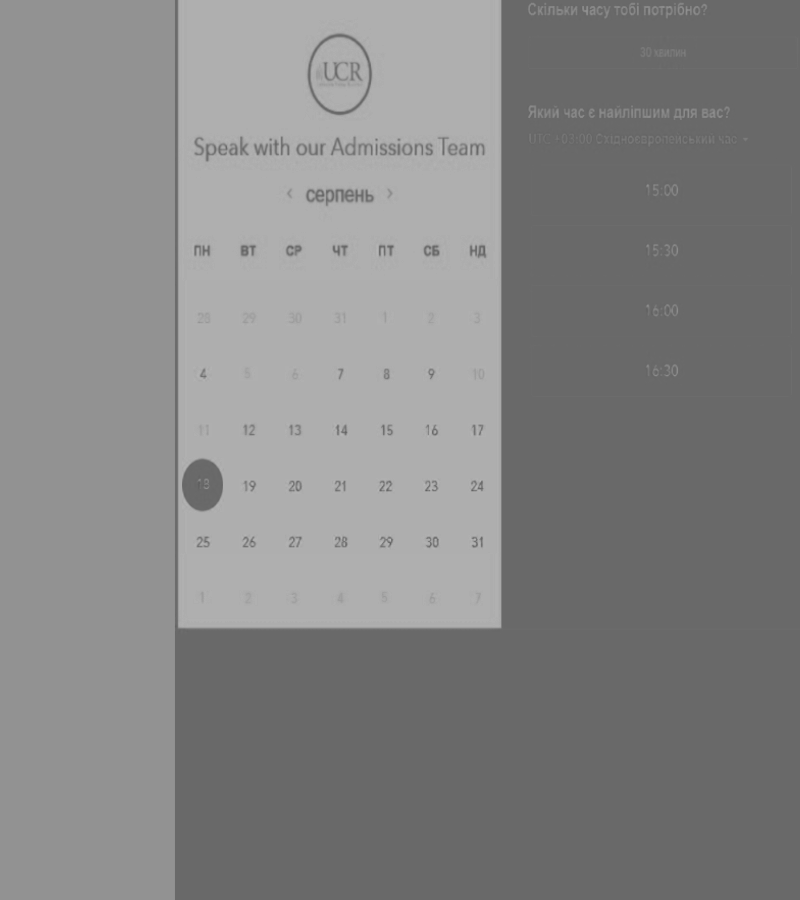 UCR
Speak with our Admissions Team
‹ серпень ›
ПН ВТ СР ЧТ ПТ СБ НД
28 29 30 31 1 2 3
4 5 6 7 8 9 10
11 12 13 14 15 16 17
18 19 20 21 22 23 24
25 26 27 28 29 30 31
1 2 3 4 5 6 7
Скільки часу тобі потрібно?
30 хвилин
Який час є найліпшим для вас?
UTC +03:00 Східноєвропейський час
15:00
15:30
16:00
16:30